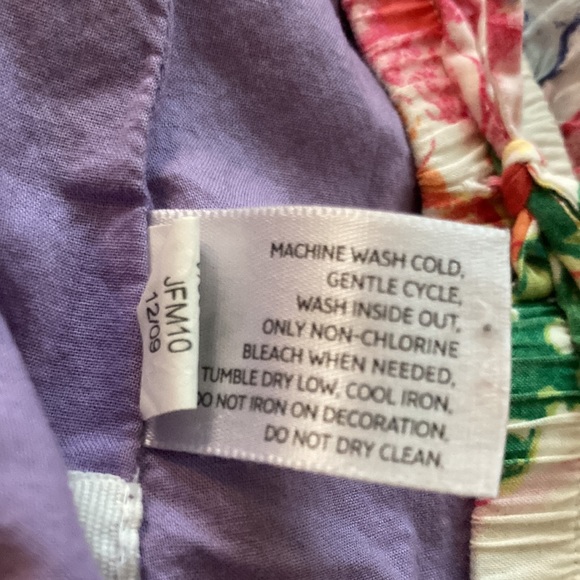 MACHINE WASH COLD,
GENTLE CYCLE,
WASH INSIDE OUT,
ONLY NON-CHLORINE
BLEACH WHEN NEEDED,
TUMBLE DRY LOW, COOL IRON,
DO NOT IRON ON DECORATION,
DO NOT DRY CLEAN.
JFM10
12/09